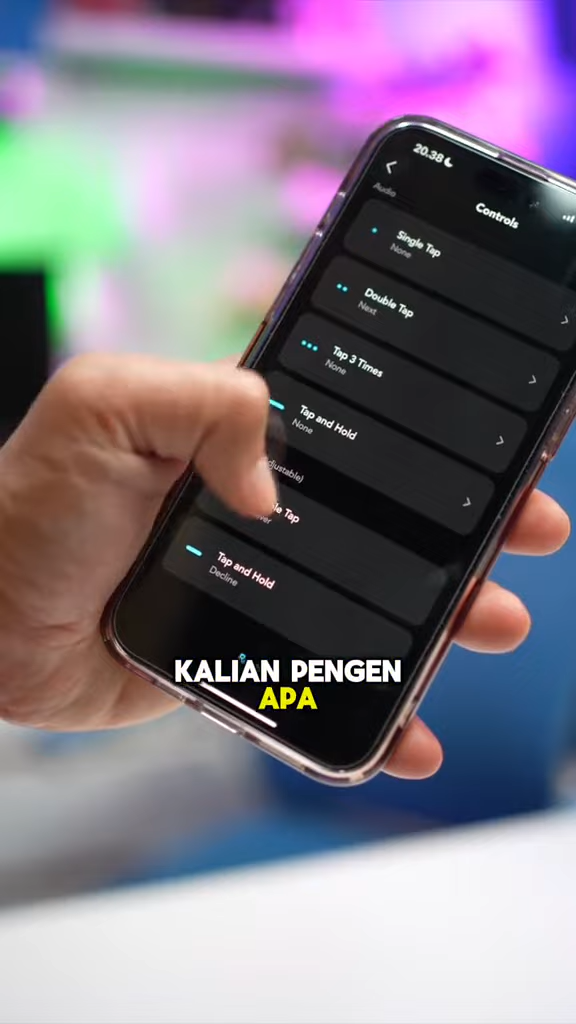 20.38
Audio
Controls
Single Tap
None
Double Tap
Next
Tap 3 Times
None
Tap and Hold
None
Tap
Tap and Hold
Decline
KALIAN PENGEN
APA